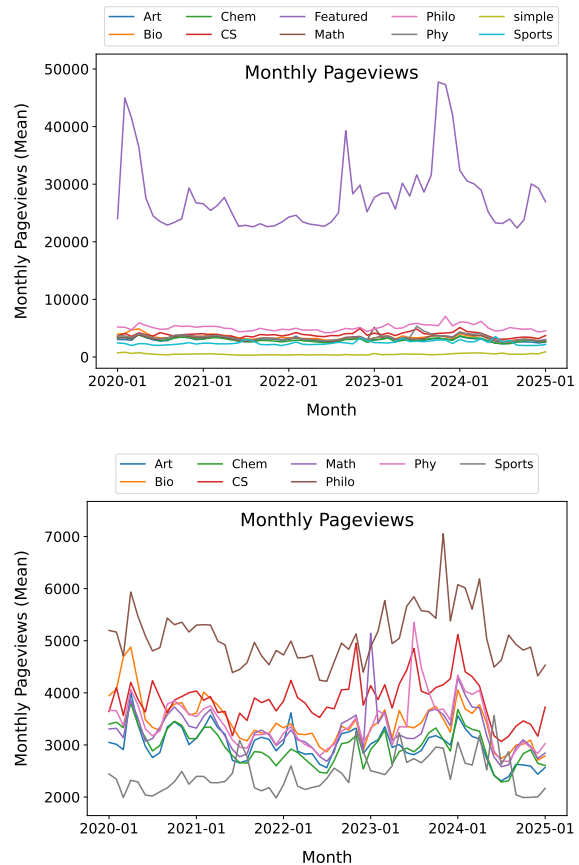 Art Chem Featured Philo simple
Bio CS Math Phy Sports
Monthly Pageviews
Monthly Pageviews (Mean)
50000
40000
30000
20000
10000
0
2020-01 2021-01 2022-01 2023-01 2024-01 2025-01
Month
Art Chem Math Phy Sports
Bio CS Philo
Monthly Pageviews
Monthly Pageviews (Mean)
7000
6000
5000
4000
3000
2000
2020-01 2021-01 2022-01 2023-01 2024-01 2025-01
Month